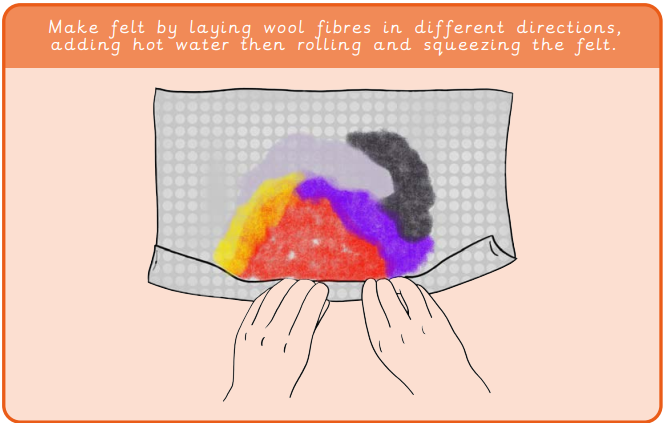 Make felt by laying wool fibres in different directions,
adding hot water then rolling and squeezing the felt.